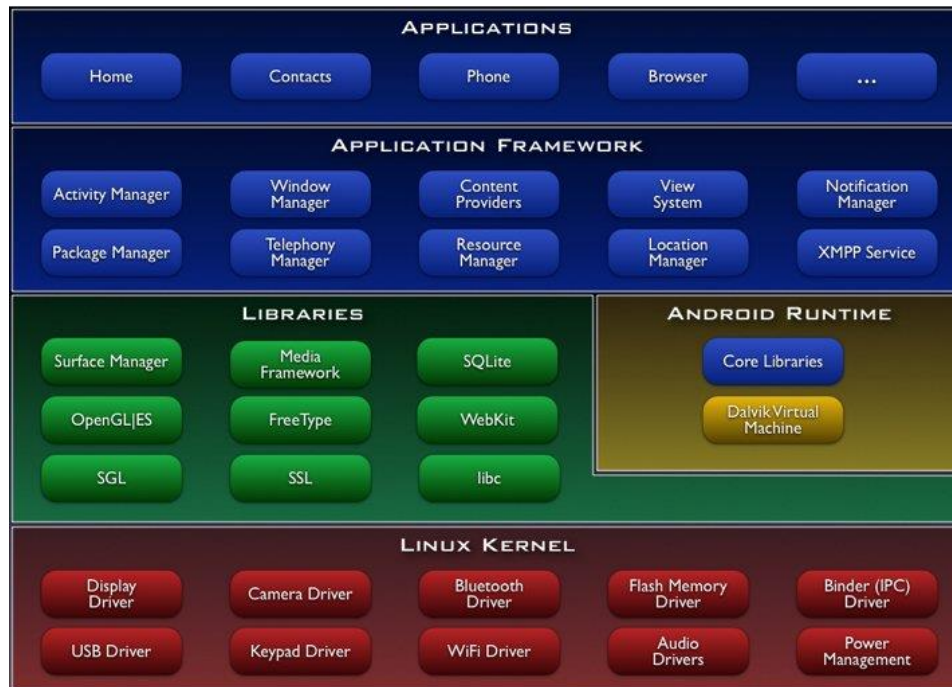 APPLICATIONS
Home
Contacts
Phone
Browser
...
APPLICATION FRAMEWORK
Activity Manager
Window
Manager
Content
Providers
View
System
Notification
Manager
Package Manager
Telephony
Manager
Resource
Manager
Location
Manager
XMPP Service
LIBRARIES
Surface Manager
Media
Framework
SQLite
OpenGL|ES
FreeType
WebKit
SGL
SSL
libc
ANDROID RUNTIME
Core Libraries
Dalvik Virtual
Machine
LINUX KERNEL
Display
Driver
Camera Driver
Bluetooth
Driver
Flash Memory
Driver
Binder (IPC)
Driver
USB Driver
Keypad Driver
WiFi Driver
Audio
Drivers
Power
Management